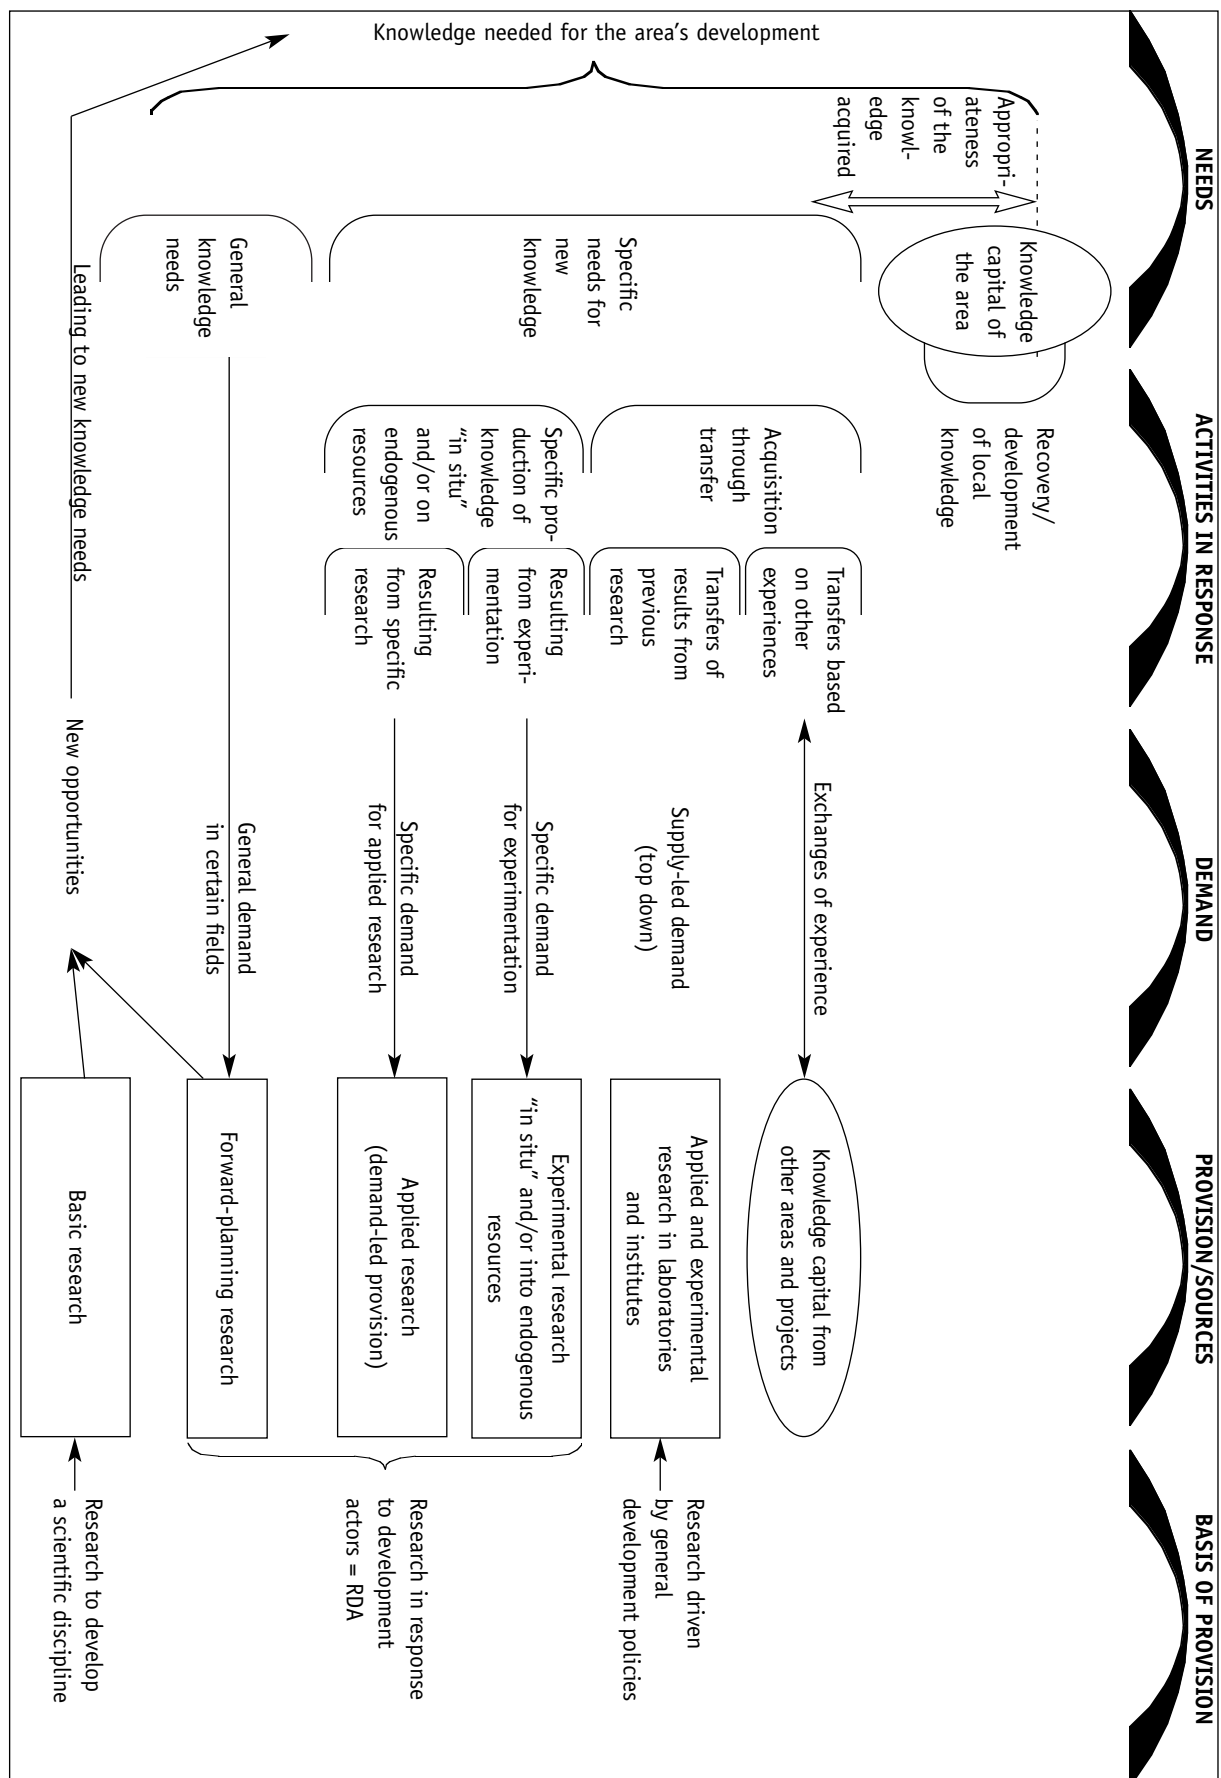 Knowledge needed for the area's development
NEEDS
ACTIVITIES IN RESPONSE
DEMAND
PROVISION/SOURCES
BASIS OF PROVISION
Appropri-
ateness
of the
knowl-
edge
acquired
Knowledge
capital of
the area
Recovery/
development
of local
knowledge
Specific
needs for
new
knowledge
Acquisition
through
transfer
Transfers based
on other
experiences
Exchanges of experience
Knowledge capital from
other areas and projects
Transfers of
results from
previous
research
Supply-led demand
(top down)
Applied and experimental
research in laboratories
and institutes
Research driven
by general
development policies
Specific pro-
duction of
knowledge
“in situ”
and/or on
endogenous
resources
Resulting
from experi-
mentation
Specific demand
for experimentation
Experimental research
“in situ” and/or into endogenous
resources
Resulting
from specific
research
Specific demand
for applied research
Applied research
(demand-led provision)
Research in response
to development
actors = RDA
General
knowledge
needs
General demand
in certain fields
Forward-planning research
Leading to new knowledge needs
New opportunities
Basic research
Research to develop
a scientific discipline